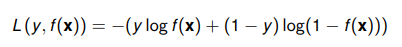 L(y, f(x)) = −(y log f(x) + (1 − y) log(1 − f(x)))